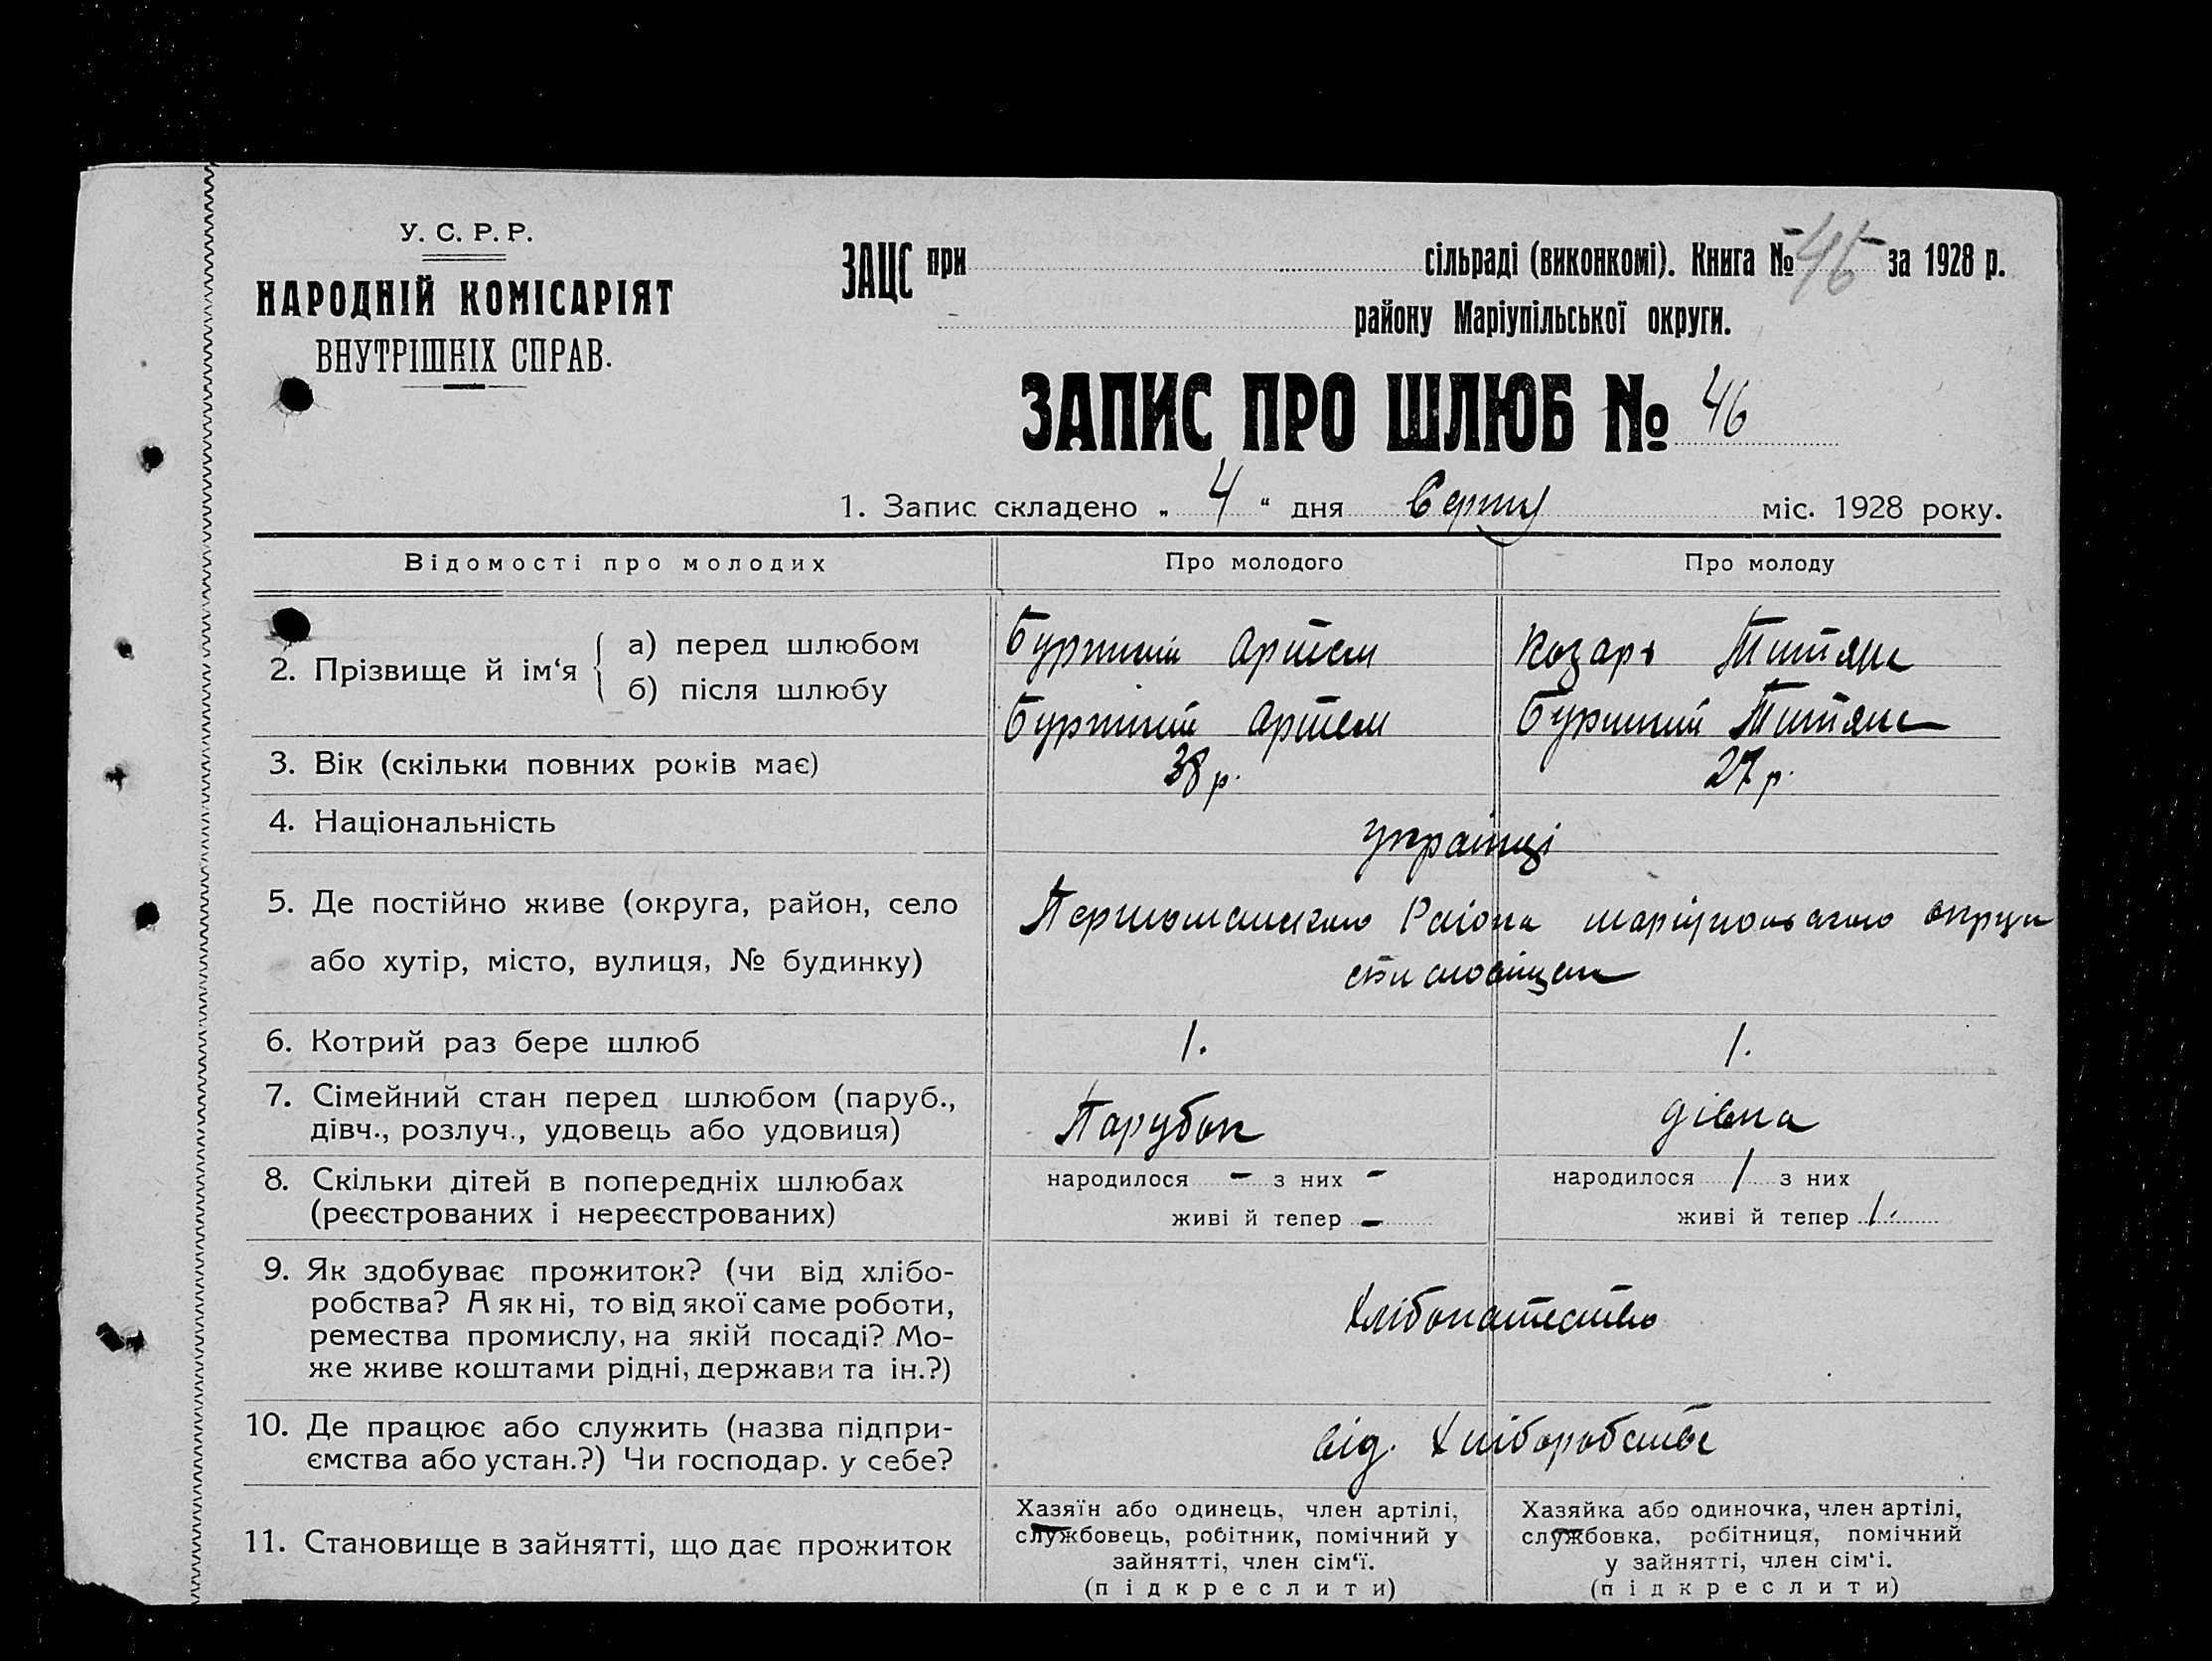 У. С. Р. Р.
НАРОДНІЙ КОМІСАРІЯТ
ВНУТРІШНІХ СПРАВ.
ЗАЦС при сільраді (виконкомі). Книга № за 1928 р.
району Маріупільської округи.
ЗАПИС ПРО ШЛЮБ № 46
1. Запис складено „ 4 “ дня міс. 1928 року.
Відомості про молодих Про молодого Про молоду
2. Прізвище й ім‘я
а) перед шлюбом Артем Козарь
б) після шлюбу Артем
3. Вік (скільки повних років має) 38 р. 27 р.
4. Національність українці
5. Де постійно живе (округа, район, село
або хутір, місто, вулиця, № будинку)
6. Котрий раз бере шлюб 1. 1.
7. Сімейний стан перед шлюбом (паруб.,
дівч., розлуч., удовець або удовиця) Парубок дівка
8. Скільки дітей в попередніх шлюбах
(реєстрованих і нереєстрованих)
народилося - з них -
живі й тепер -
народилося 1 з них
живі й тепер 1.
9. Як здобуває прожиток? (чи від хлібо-
робства? А як ні, то від якої саме роботи,
ремества промислу, на якій посаді? Мо-
же живе коштами рідні, держави та ін.?)
10. Де працює або служить (назва підпри-
ємства або устан.?) Чи господар. у себе?
від. Хліборобства
11. Становище в зайнятті, що дає прожиток
Хазяїн або одинець, член артілі,
службовець, робітник, помічний у
зайнятті, член сім‘ї.
(підкреслити)
Хазяйка або одиночка, член артілі,
службовка, робітниця, помічний
у зайнятті, член сім‘і.
(підкреслити)